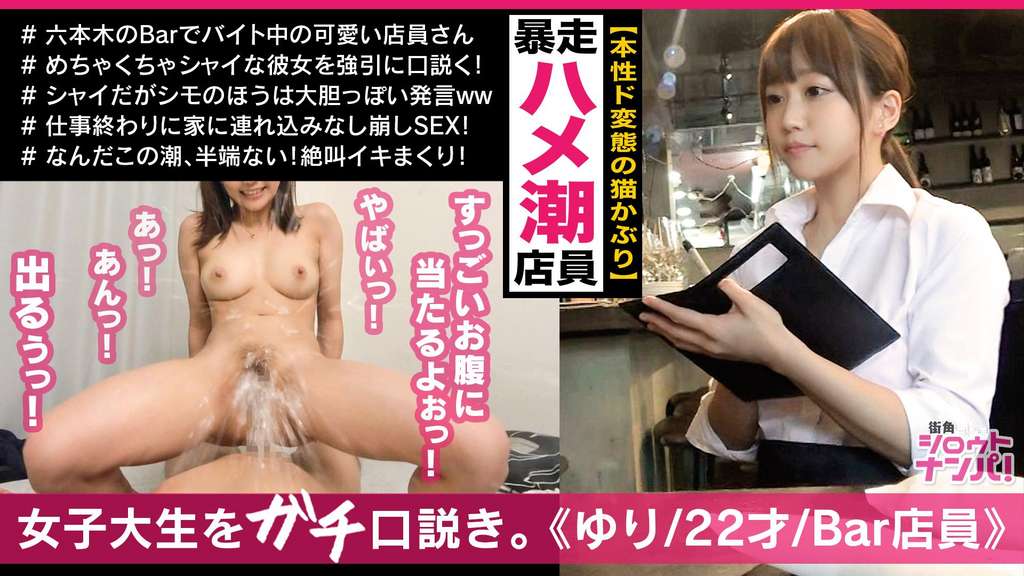 # 六本木のBarでバイト中の可愛い店員さん
# めちゃくちゃシャイな彼女を強引に口説く!
# シャイだがシモのほうは大胆っぽい発言ww
# 仕事終わりに家に連れ込みなし崩しSEX!
# なんだこの潮、半端ない!絶叫イキまくり!
【本性ド変態の猫かぶり】
暴走
ハメ潮
店員
すっごいお腹に
当たるよぉっ!
やばいっ!
あっ!
あんっ!
出るうっ!
街角
シロウト
ナンパ!
女子大生をガチ口説き。《ゆり/22才/Bar店員》